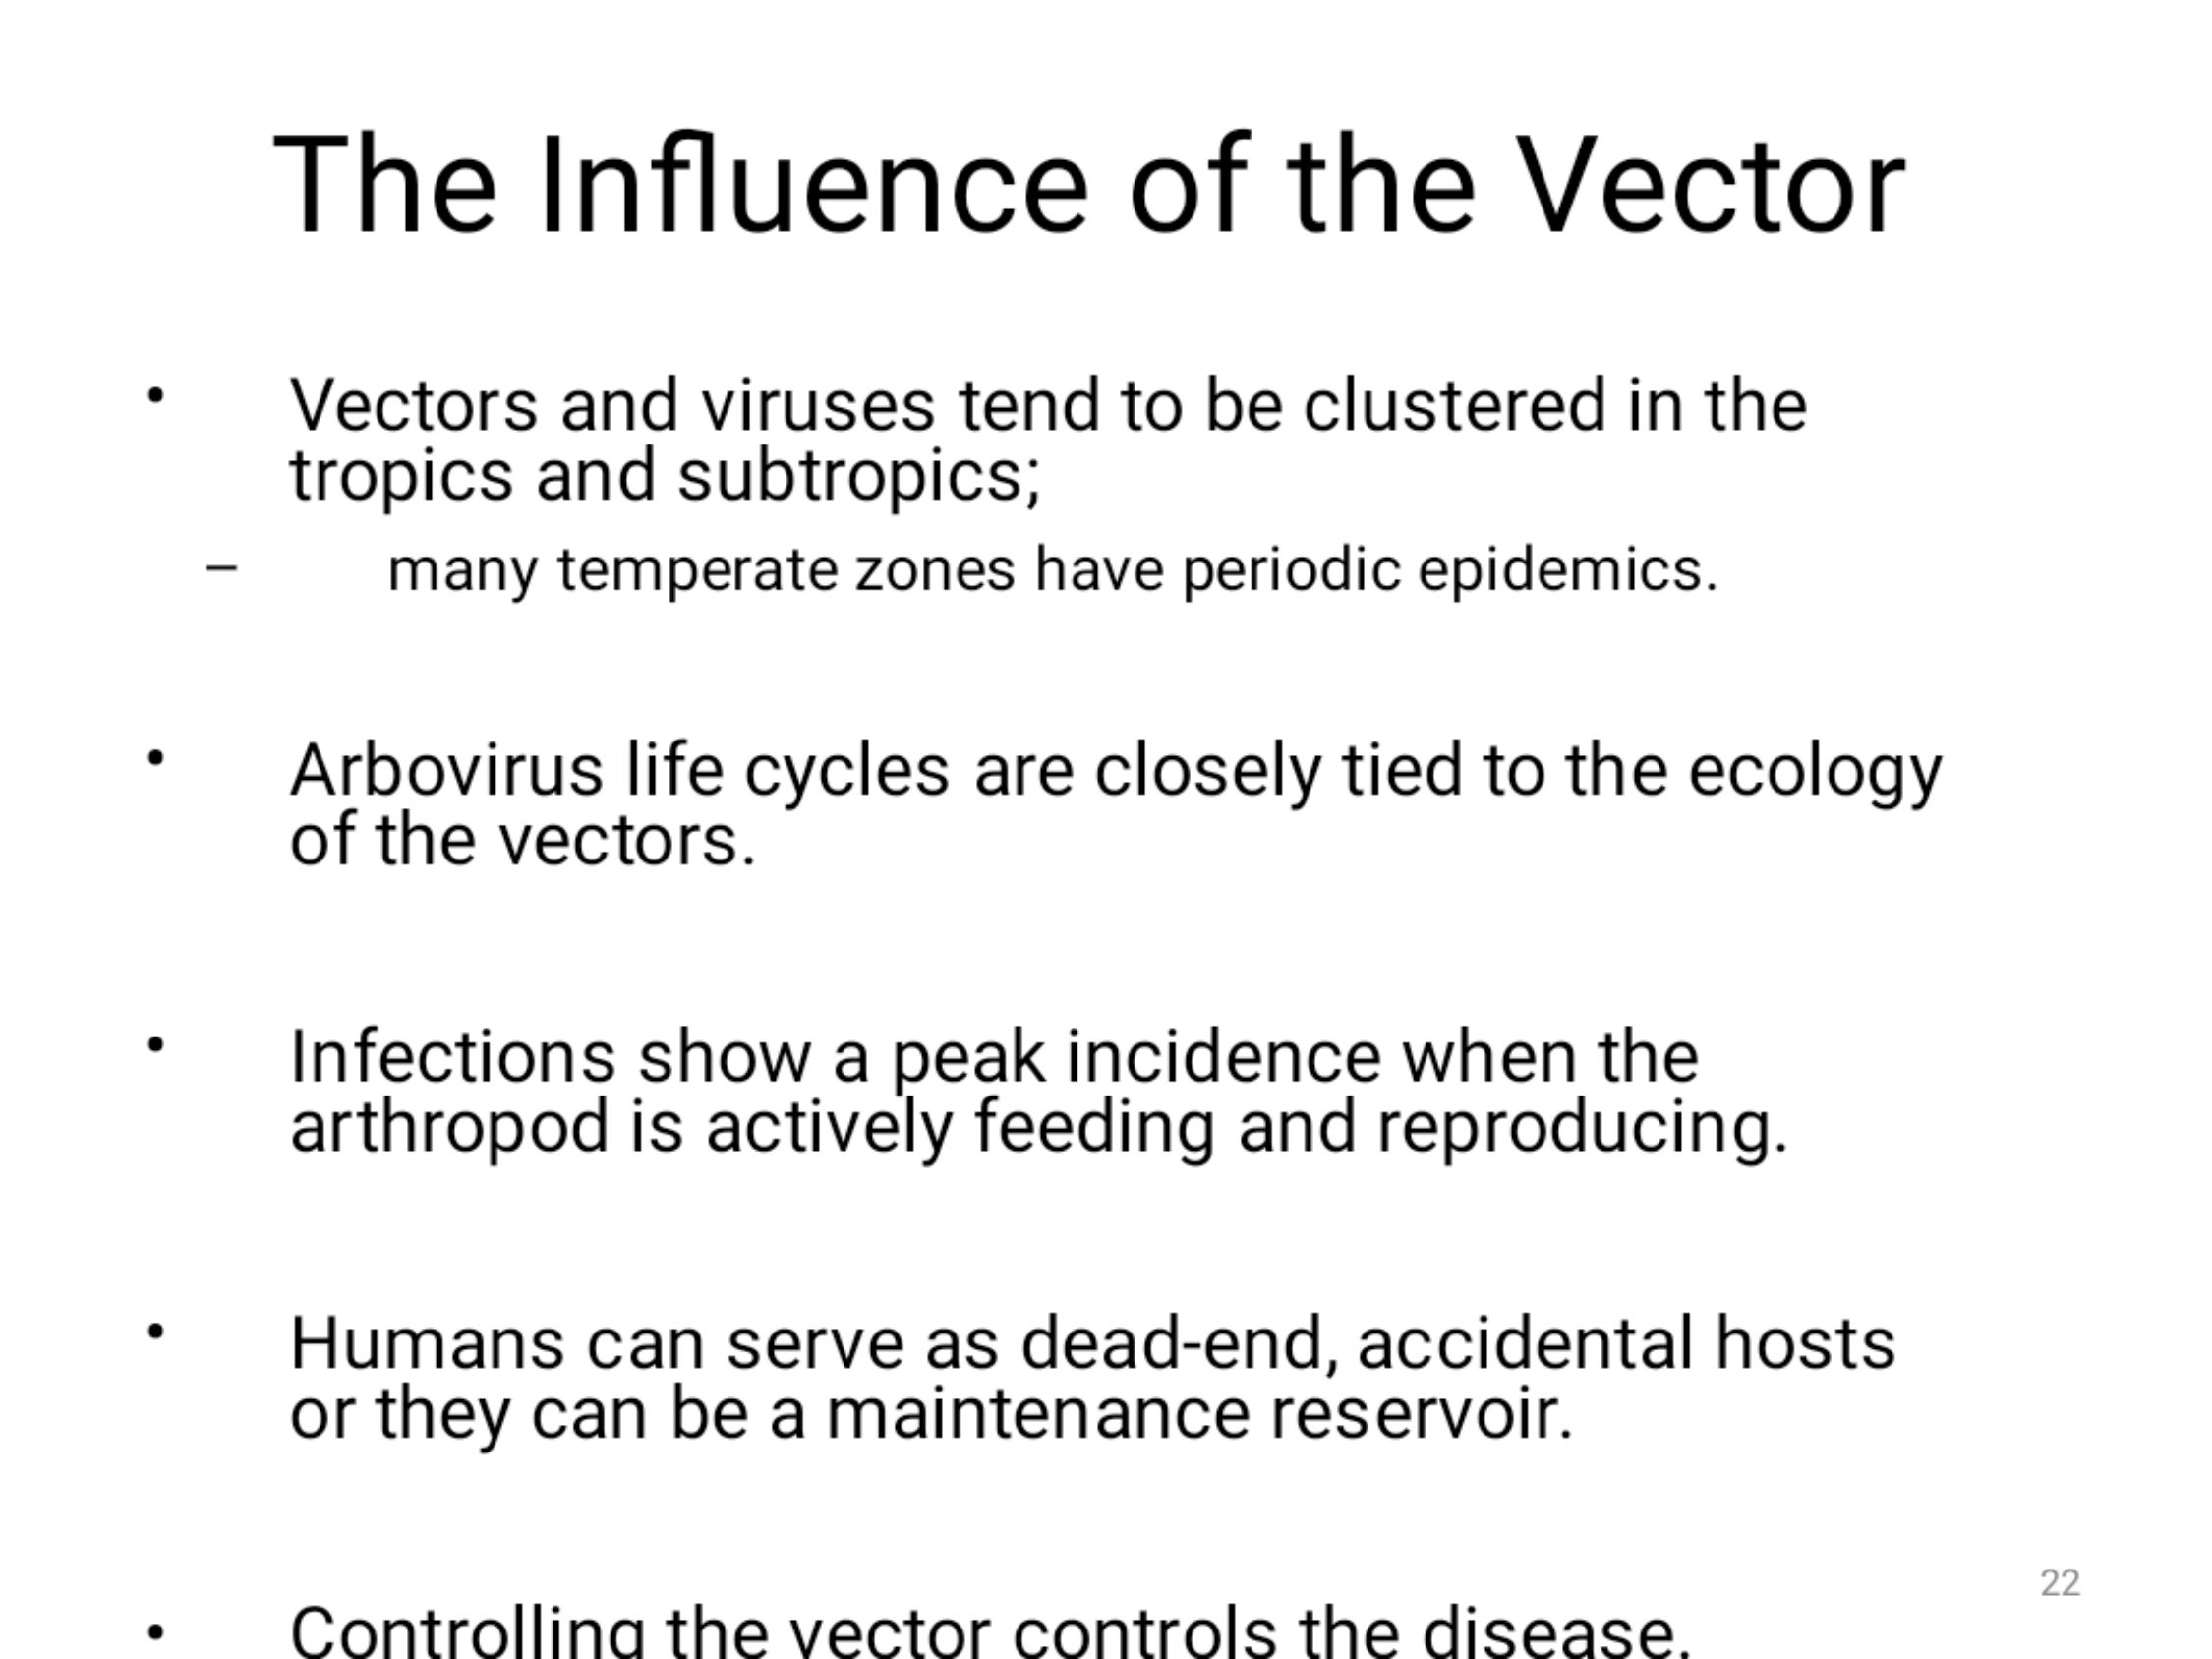 The Influence of the Vector
• Vectors and viruses tend to be clustered in the
tropics and subtropics;
– many temperate zones have periodic epidemics.
• Arbovirus life cycles are closely tied to the ecology
of the vectors.
• Infections show a peak incidence when the
arthropod is actively feeding and reproducing.
• Humans can serve as dead-end, accidental hosts
or they can be a maintenance reservoir.
22
• Controlling the vector controls the disease.